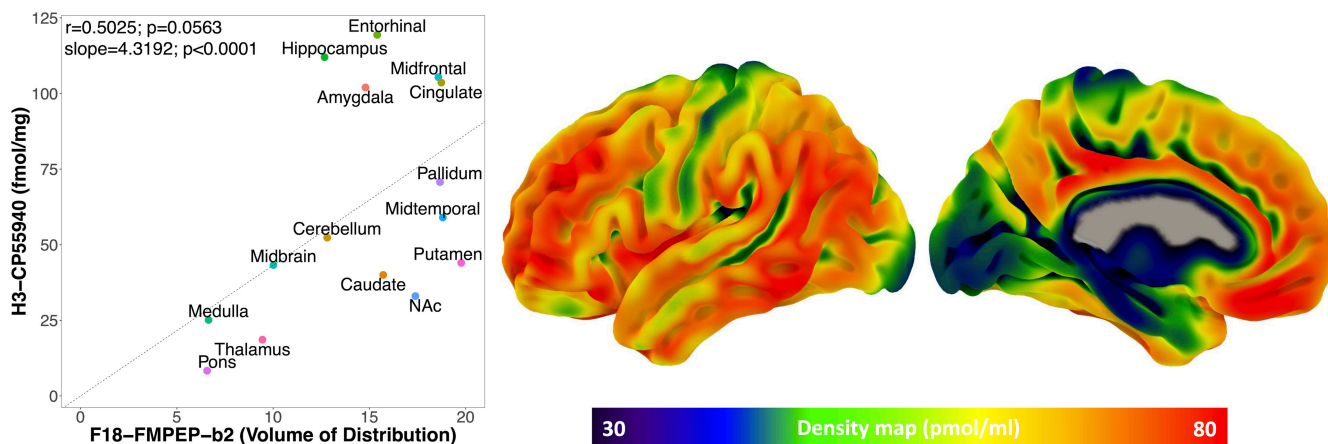 r=0.5025; p=0.0563
slope=4.3192; p<0.0001
H3−CP55940 (fmol/mg)
125
100
75
50
25
0
Entorhinal
Hippocampus
Midfrontal
Amygdala
Cingulate
Pallidum
Midtemporal
Cerebellum
Midbrain
Putamen
Caudate
NAc
Medulla
Thalamus
Pons
0 5 10 15 20
F18−FMPEP−b2 (Volume of Distribution)
30 Density map (pmol/ml) 80